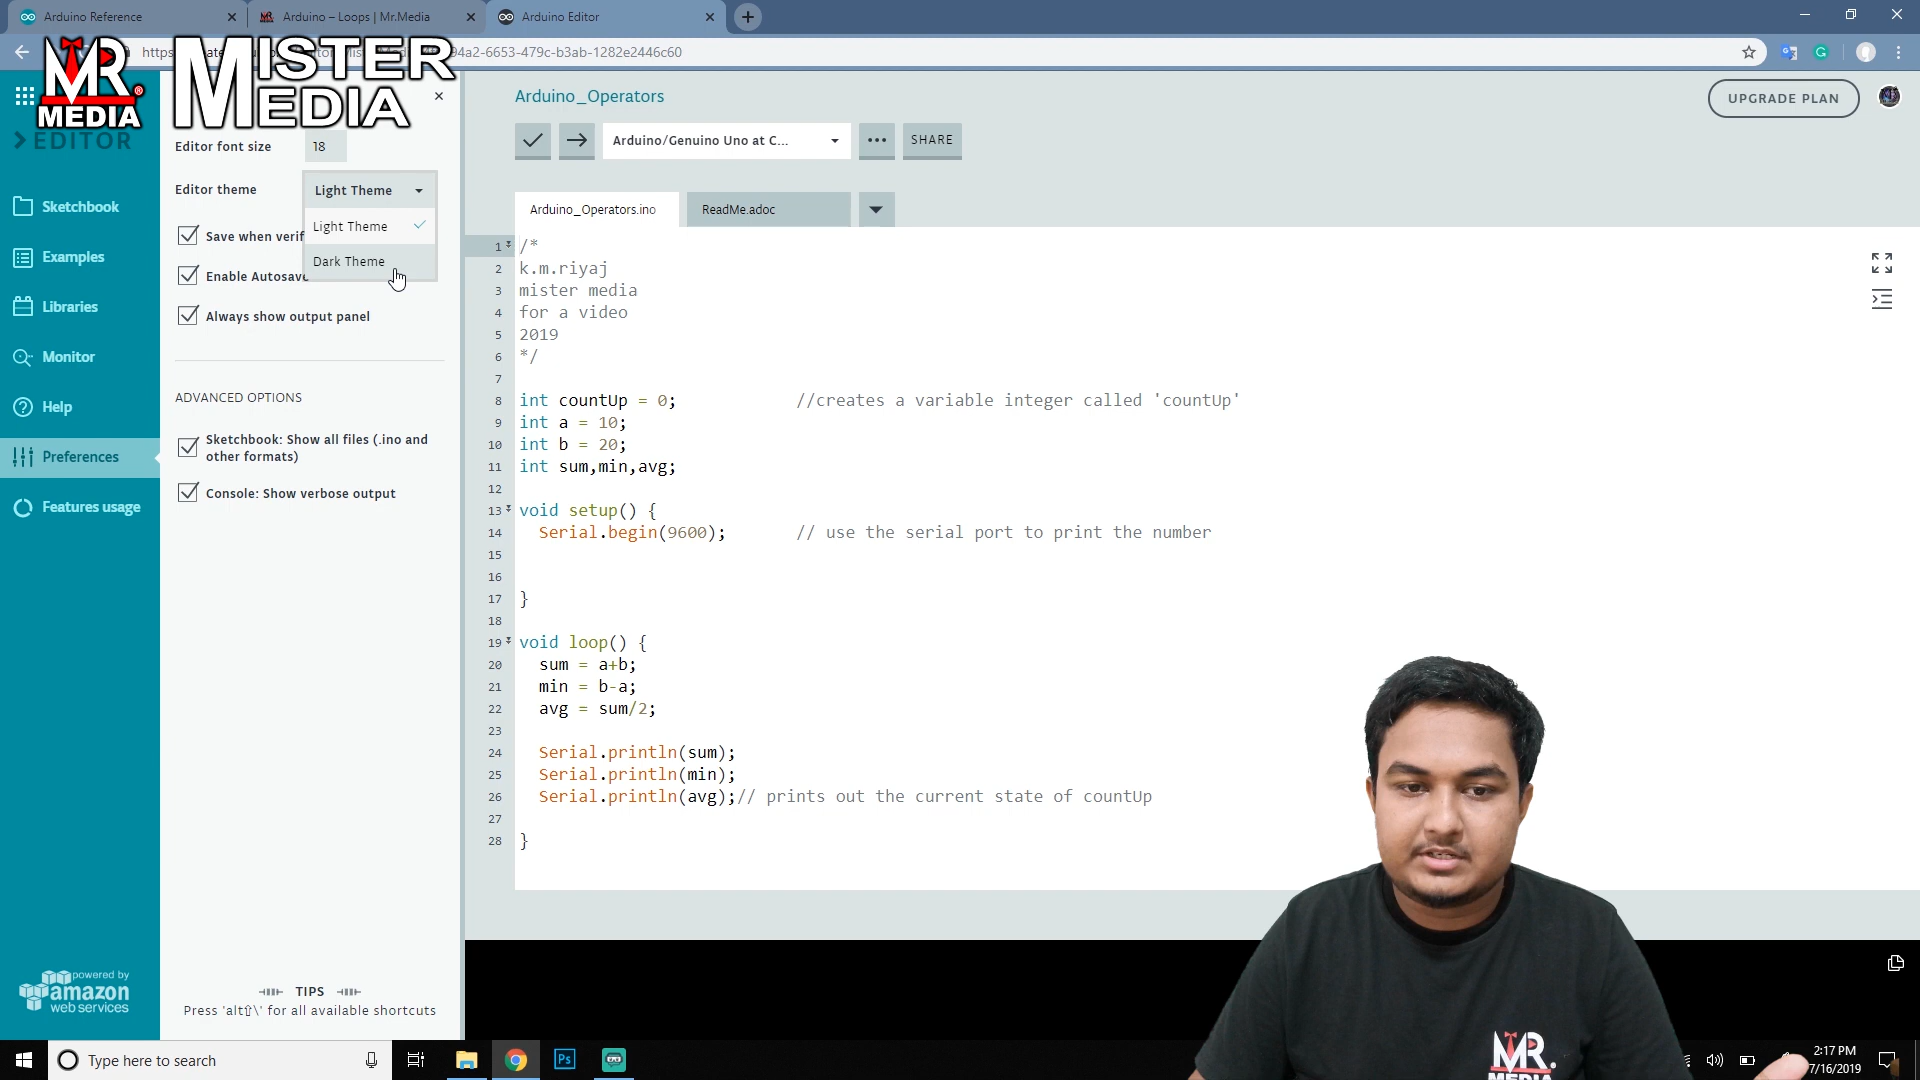 Arduino Reference
Arduino – Loops | Mr.Media
Arduino Editor
94a2-6653-479c-b3ab-1282e2446c60
MR.
MEDIA
MISTER
MEDIA
EDITOR
Arduino_Operators
UPGRADE PLAN
Arduino/Genuino Uno at C...
SHARE
Arduino_Operators.ino
ReadMe.adoc
Sketchbook
Examples
Libraries
Monitor
Help
Preferences
Features usage
powered by
amazon
web services
Editor font size
18
Editor theme
Light Theme
Light Theme
Dark Theme
Save when verif
Enable Autosave
Always show output panel
ADVANCED OPTIONS
Sketchbook: Show all files (.ino and
other formats)
Console: Show verbose output
TIPS
Press 'alt⇧\' for all available shortcuts
1 /*
2 k.m.riyaj
3 mister media
4 for a video
5 2019
6 */
7
8 int countUp = 0; //creates a variable integer called 'countUp'
9 int a = 10;
10 int b = 20;
11 int sum,min,avg;
12
13 void setup() {
14 Serial.begin(9600); // use the serial port to print the number
15
16
17 }
18
19 void loop() {
20 sum = a+b;
21 min = b-a;
22 avg = sum/2;
23
24 Serial.println(sum);
25 Serial.println(min);
26 Serial.println(avg);// prints out the current state of countUp
27
28 }
MR.
MEDIA
Type here to search
Ps
2:17 PM
7/16/2019